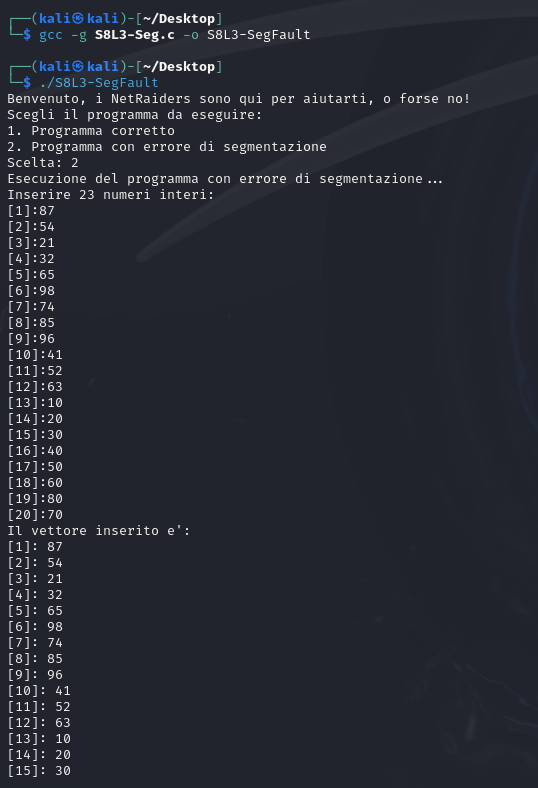 ┌──(kali㉿kali)-[~/Desktop]
└─$ gcc -g S8L3-Seg.c -o S8L3-SegFault
┌──(kali㉿kali)-[~/Desktop]
└─$ ./S8L3-SegFault
Benvenuto, i NetRaiders sono qui per aiutarti, o forse no!
Scegli il programma da eseguire:
1. Programma corretto
2. Programma con errore di segmentazione
Scelta: 2
Esecuzione del programma con errore di segmentazione...
Inserire 23 numeri interi:
[1]:87
[2]:54
[3]:21
[4]:32
[5]:65
[6]:98
[7]:74
[8]:85
[9]:96
[10]:41
[11]:52
[12]:63
[13]:10
[14]:20
[15]:30
[16]:40
[17]:50
[18]:60
[19]:80
[20]:70
Il vettore inserito e':
[1]: 87
[2]: 54
[3]: 21
[4]: 32
[5]: 65
[6]: 98
[7]: 74
[8]: 85
[9]: 96
[10]: 41
[11]: 52
[12]: 63
[13]: 10
[14]: 20
[15]: 30